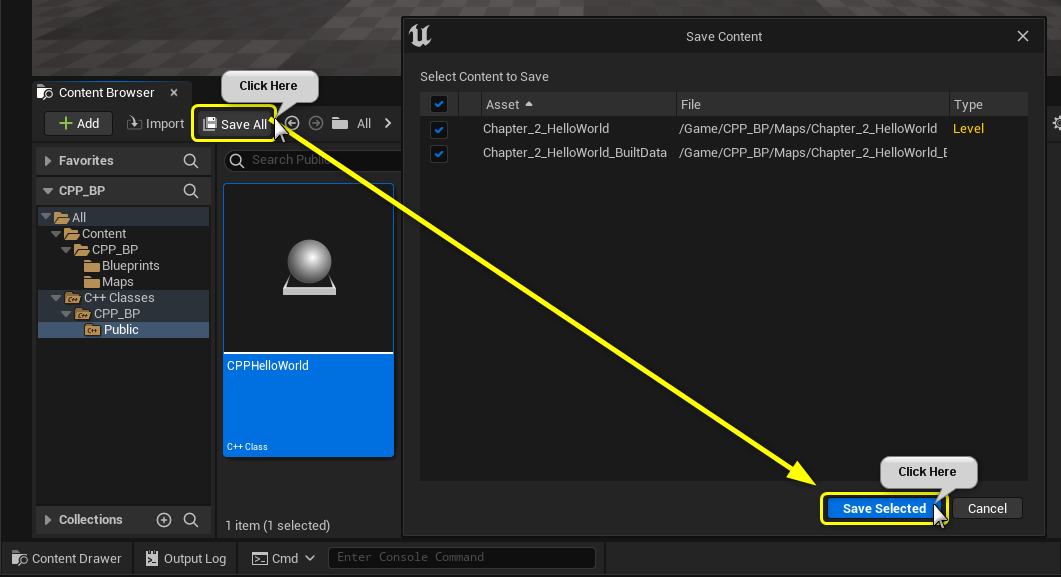 Save Content
Select Content to Save
Asset File Type
Chapter_2_HelloWorld /Game/CPP_BP/Maps/Chapter_2_HelloWorld Level
Chapter_2_HelloWorld_BuiltData /Game/CPP_BP/Maps/Chapter_2_HelloWorld_E
Content Browser
Click Here
Add Import Save All All
Favorites
Search Public
CPP_BP
All
Content
CPP_BP
Blueprints
Maps
C++ Classes
CPP_BP
Public
CPPHelloWorld
C++ Class
Click Here
Save Selected Cancel
Collections
1 item (1 selected)
Content Drawer Output Log Cmd Enter Console Command